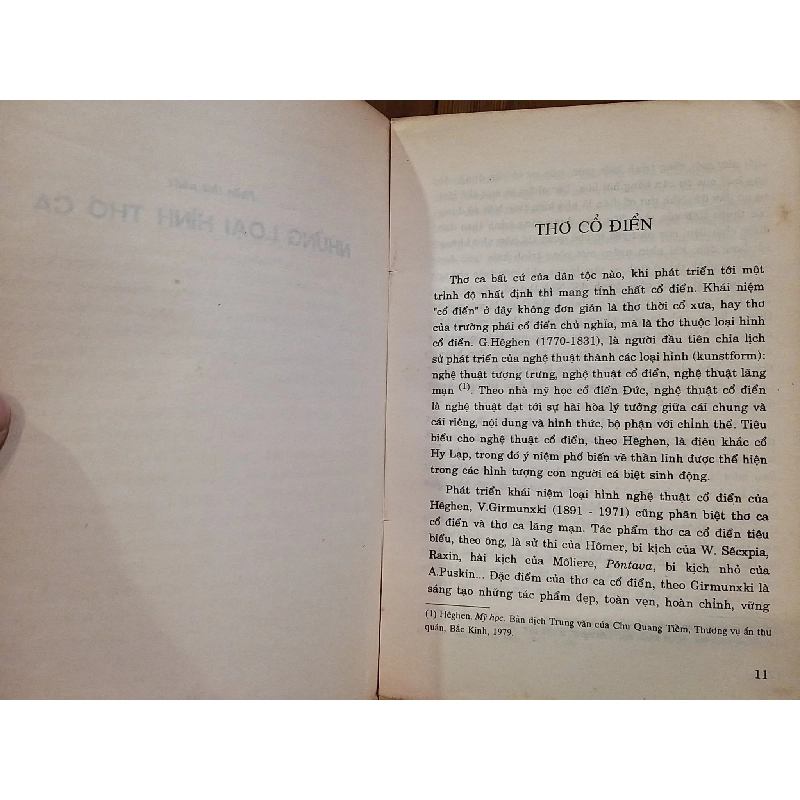 Phần thứ nhất
NHỮNG LOẠI HÌNH THƠ CA
THƠ CỔ ĐIỂN
Thơ ca bất cứ của dân tộc nào, khi phát triển tới một
trình độ nhất định thì mang tính chất cổ điển. Khái niệm
"cổ điển" ở đây không đơn giản là thơ thời cổ xưa, hay thơ
của trường phái cổ điển chủ nghĩa, mà là thơ thuộc loại hình
cổ điển. G.Hêghen (1770-1831), là người đầu tiên chia lịch
sử phát triển của nghệ thuật thành các loại hình (kunstform):
nghệ thuật tượng trưng, nghệ thuật cổ điển, nghệ thuật lãng
mạn (1). Theo nhà mỹ học cổ điển Đức, nghệ thuật cổ điển
là nghệ thuật đạt tới sự hài hòa lý tưởng giữa cái chung và
cái riêng, nội dung và hình thức, bộ phận với chỉnh thể. Tiêu
biểu cho nghệ thuật cổ điển, theo Hêghen, là điêu khắc cổ
Hy Lạp, trong đó ý niệm phổ biến về thần linh được thể hiện
trong các hình tượng con người cá biệt sinh động.
Phát triển khái niệm loại hình nghệ thuật cổ điển của
Hêghen, V.Girmunxki (1891 - 1971) cũng phân biệt thơ ca
cổ điển và thơ ca lãng mạn. Tác phẩm thơ ca cổ điển tiêu
biểu, theo ông, là sử thi của Hômer, bi kịch của W. Sêcxpia,
Raxin, hài kịch của Môliere, Pôntava, bi kịch nhỏ của
A.Puskin... Đặc điểm của thơ ca cổ điển, theo Girmunxki là
sáng tạo những tác phẩm đẹp, toàn vẹn, hoàn chỉnh, vững
(1) Hêghen. Mỹ học. Bản dịch Trung văn của Chu Quang Tiềm, Thương vụ ấn thư
quán, Bắc Kinh, 1979.
11